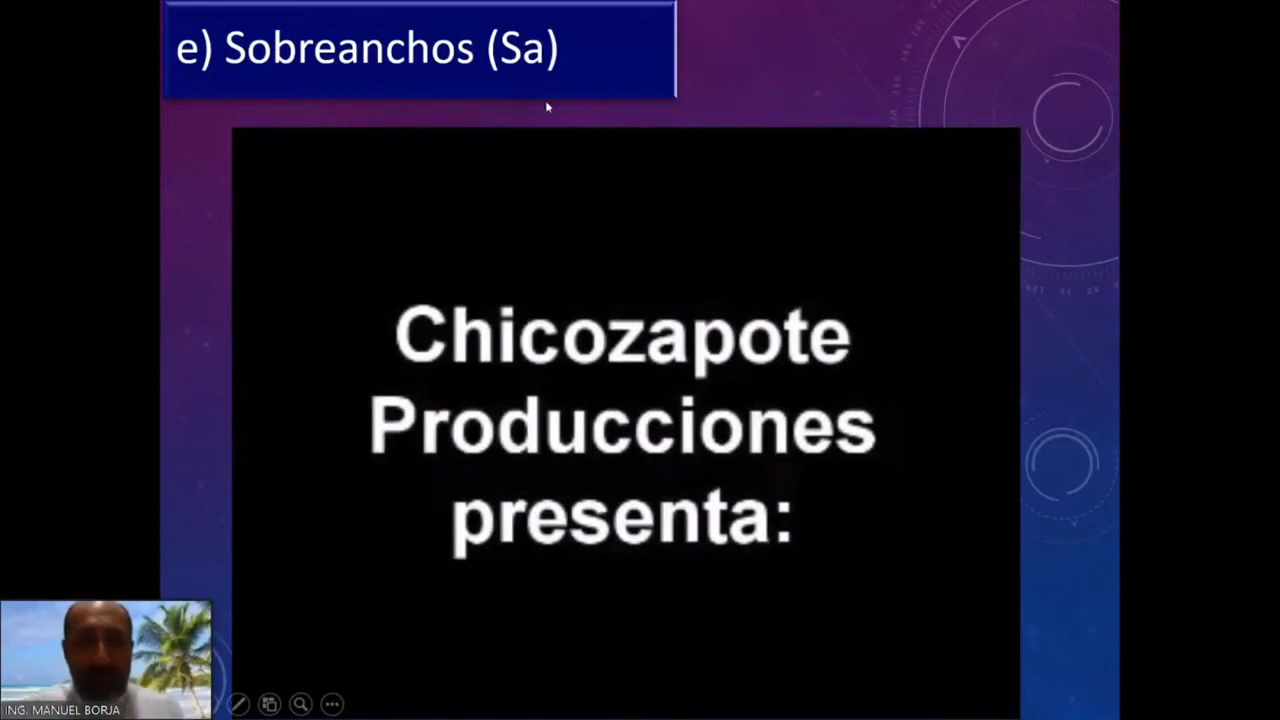 e) Sobreanchos (Sa)
Chicozapote
Producciones
presenta:
ING. MANUEL BORJA